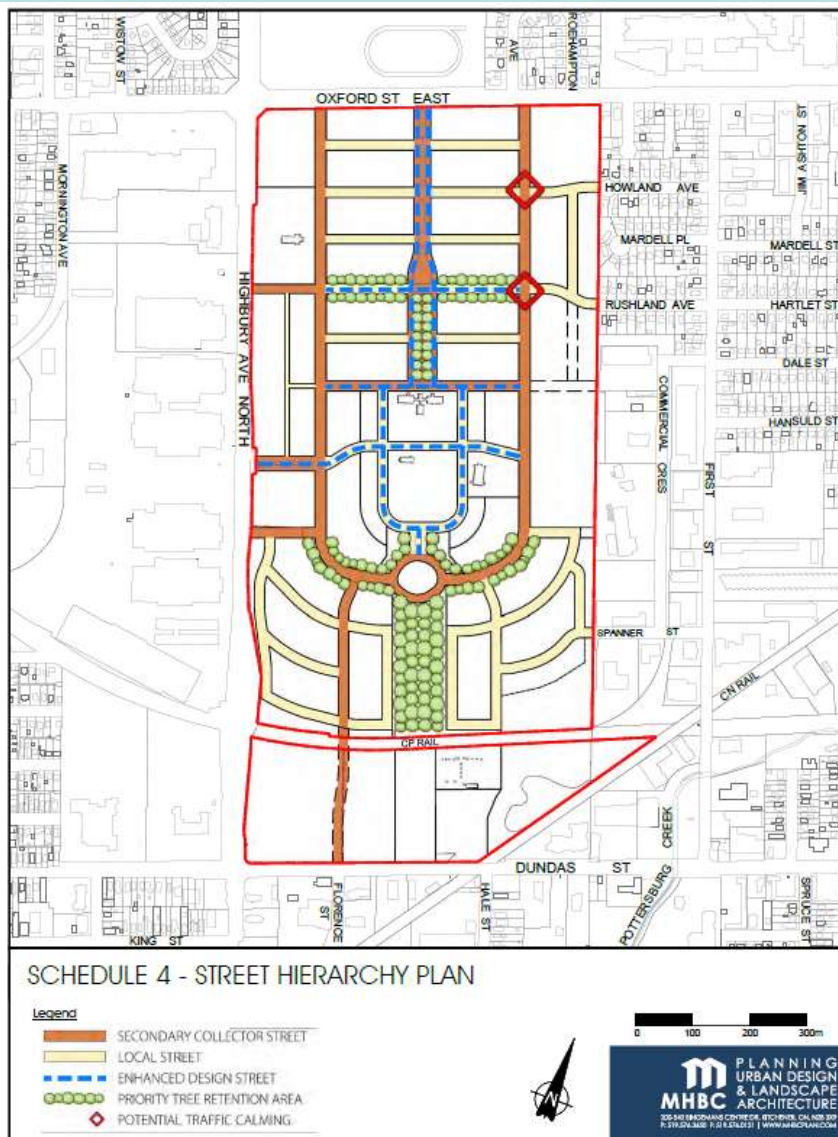 WISTOW ST
ROEHAMPTON
AVE
OXFORD ST EAST
MORNINGTON AVE
JIM ASHTON ST
HOWLAND AVE
MARDELL PL
MARDELL ST
HIGHBURY AVE NORTH
RUSHLAND AVE
HARTLET ST
DALE ST
COMMERCIAL CRES
HANSULD ST
FIRST ST
SPANNER ST
CN RAIL
CP RAIL
CREEK
DUNDAS ST
POTTERSBURG
FLORENCE ST
HALE ST
SPRUCE ST
KING ST
SCHEDULE 4 - STREET HIERARCHY PLAN
Legend
SECONDARY COLLECTOR STREET
LOCAL STREET
ENHANCED DESIGN STREET
PRIORITY TREE RETENTION AREA
POTENTIAL TRAFFIC CALMING
N
0 100 200 300m
MHBC
PLANNING
URBAN DESIGN
& LANDSCAPE
ARCHITECTURE